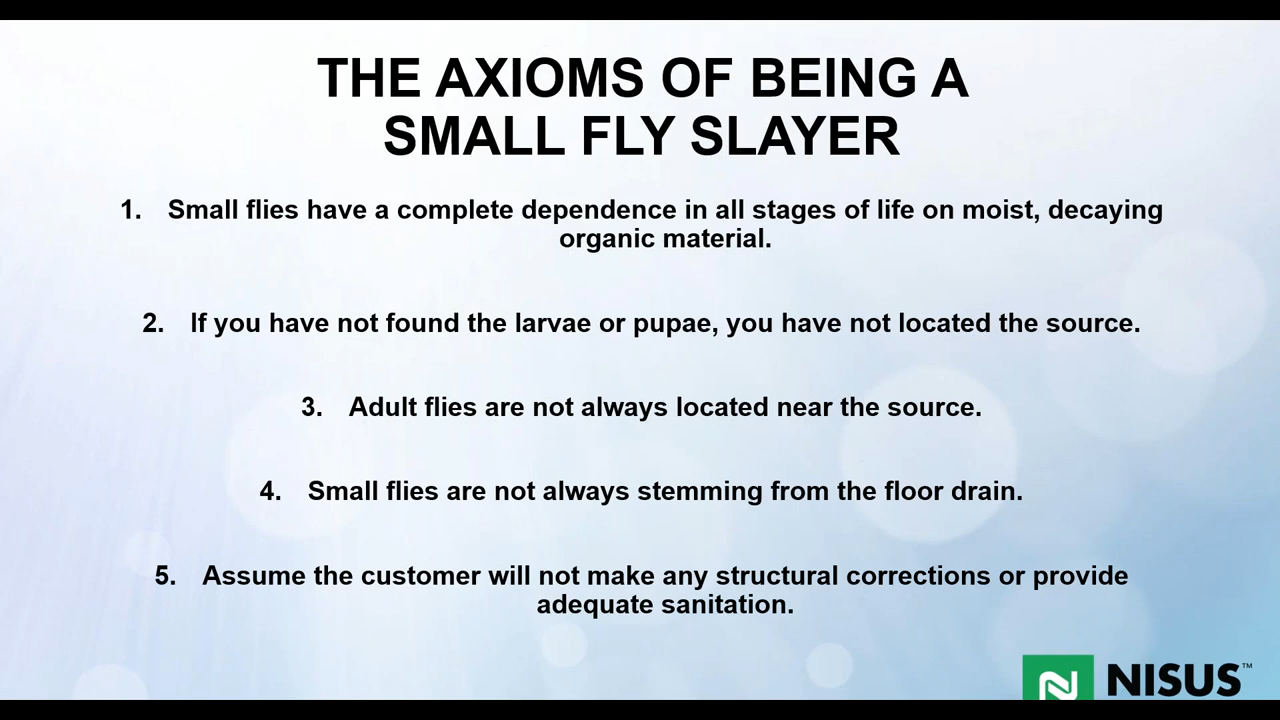 THE AXIOMS OF BEING A
SMALL FLY SLAYER
1. Small flies have a complete dependence in all stages of life on moist, decaying
organic material.
2. If you have not found the larvae or pupae, you have not located the source.
3. Adult flies are not always located near the source.
4. Small flies are not always stemming from the floor drain.
5. Assume the customer will not make any structural corrections or provide
adequate sanitation.
NISUS™